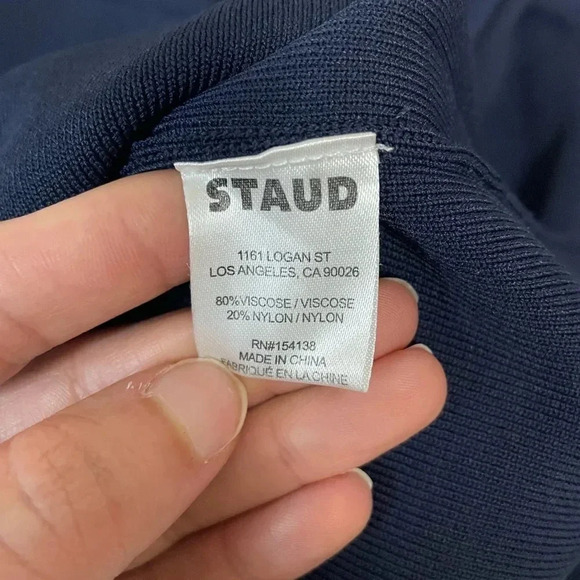 STAUD
1161 LOGAN ST
LOS ANGELES, CA 90026
80%VISCOSE / VISCOSE
20% NYLON / NYLON
RN#154138
MADE IN CHINA
FABRIQUÉ EN LA CHINE